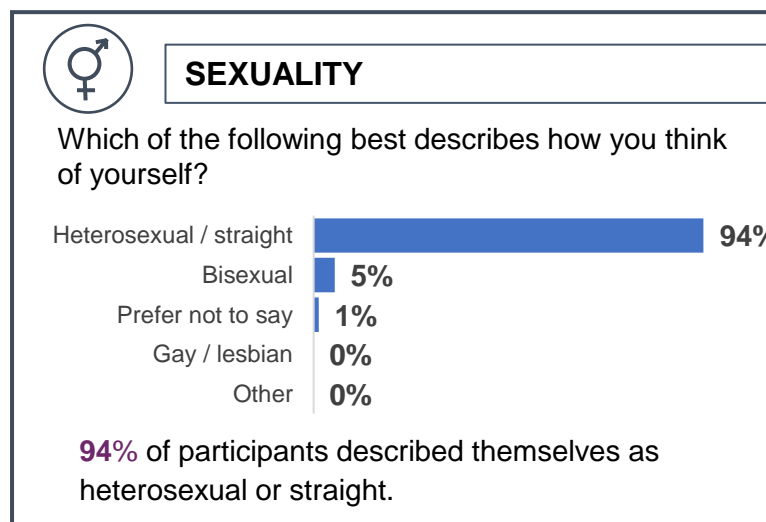 SEXUALITY
Which of the following best describes how you think
of yourself?
Heterosexual / straight 94%
Bisexual 5%
Prefer not to say 1%
Gay / lesbian 0%
Other 0%
94% of participants described themselves as
heterosexual or straight.